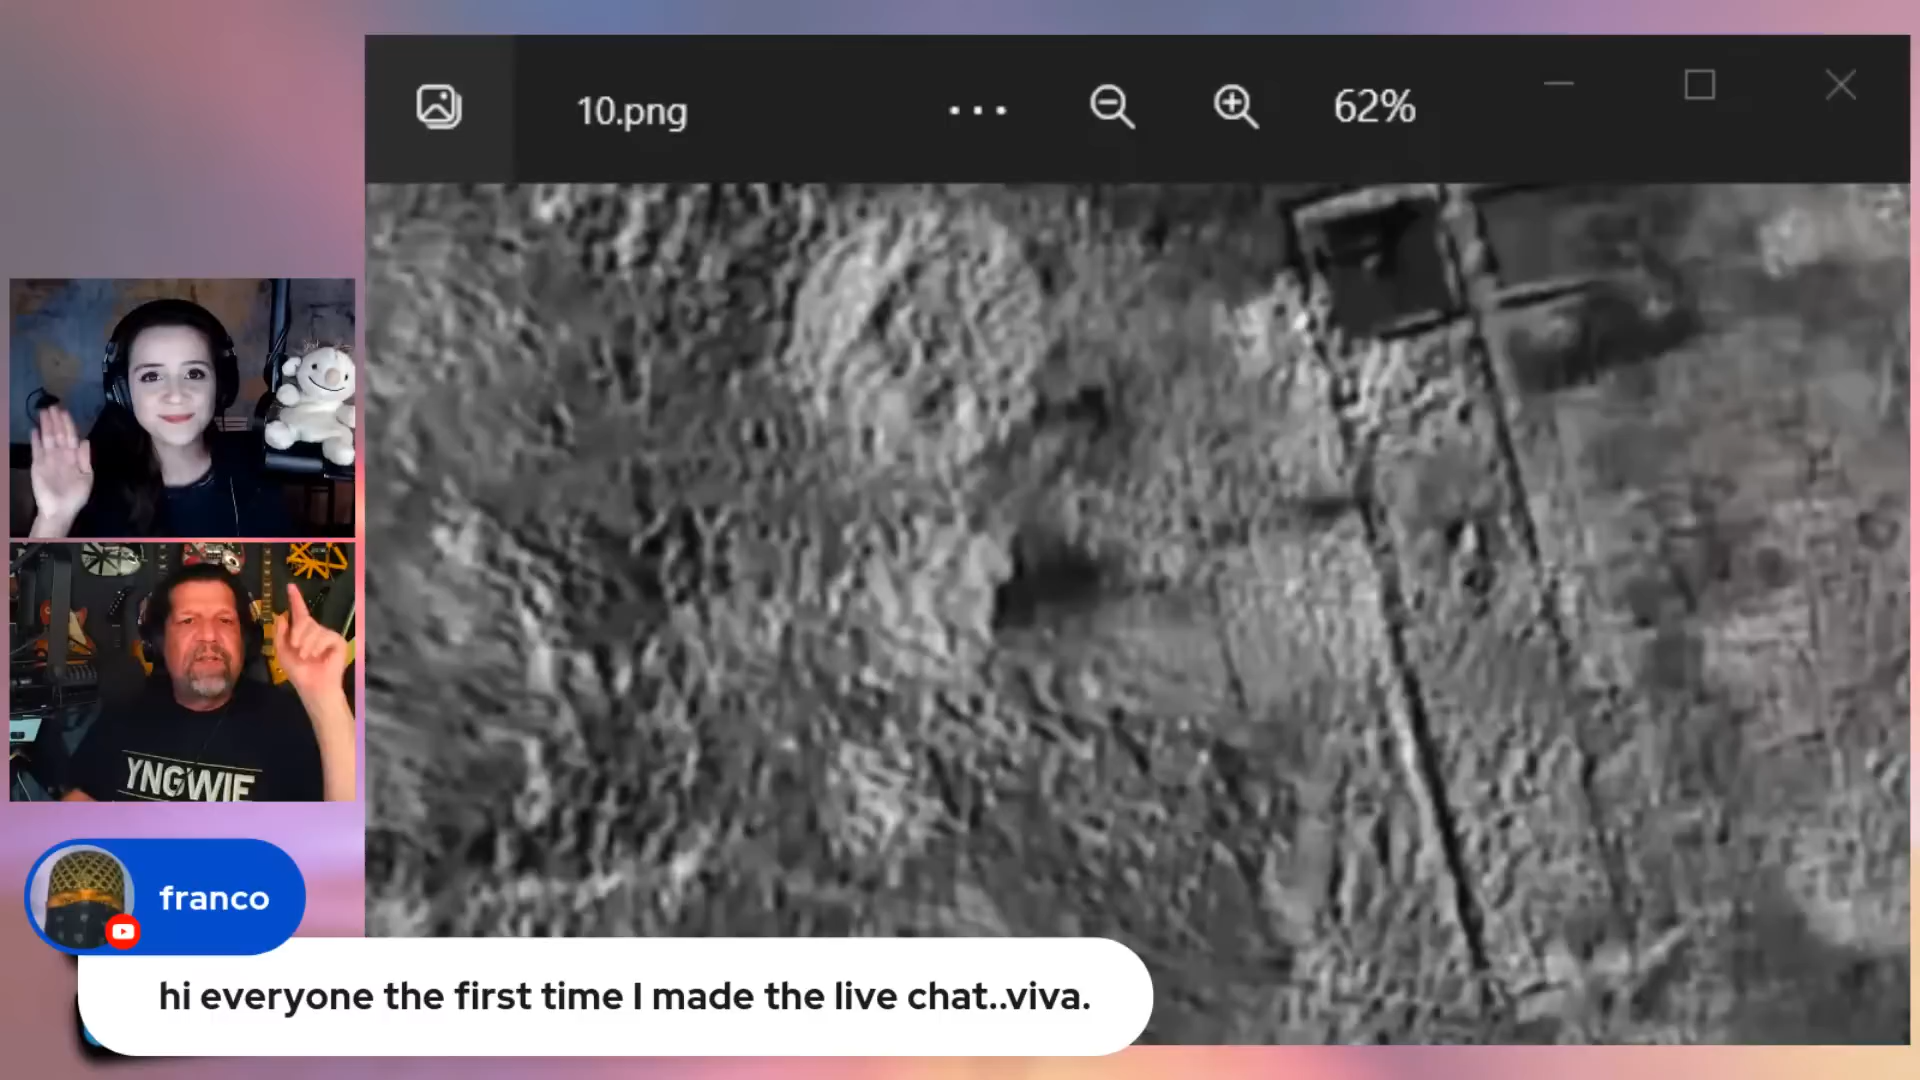 10.png
62%
YNGWIE
franco
hi everyone the first time I made the live chat..viva.